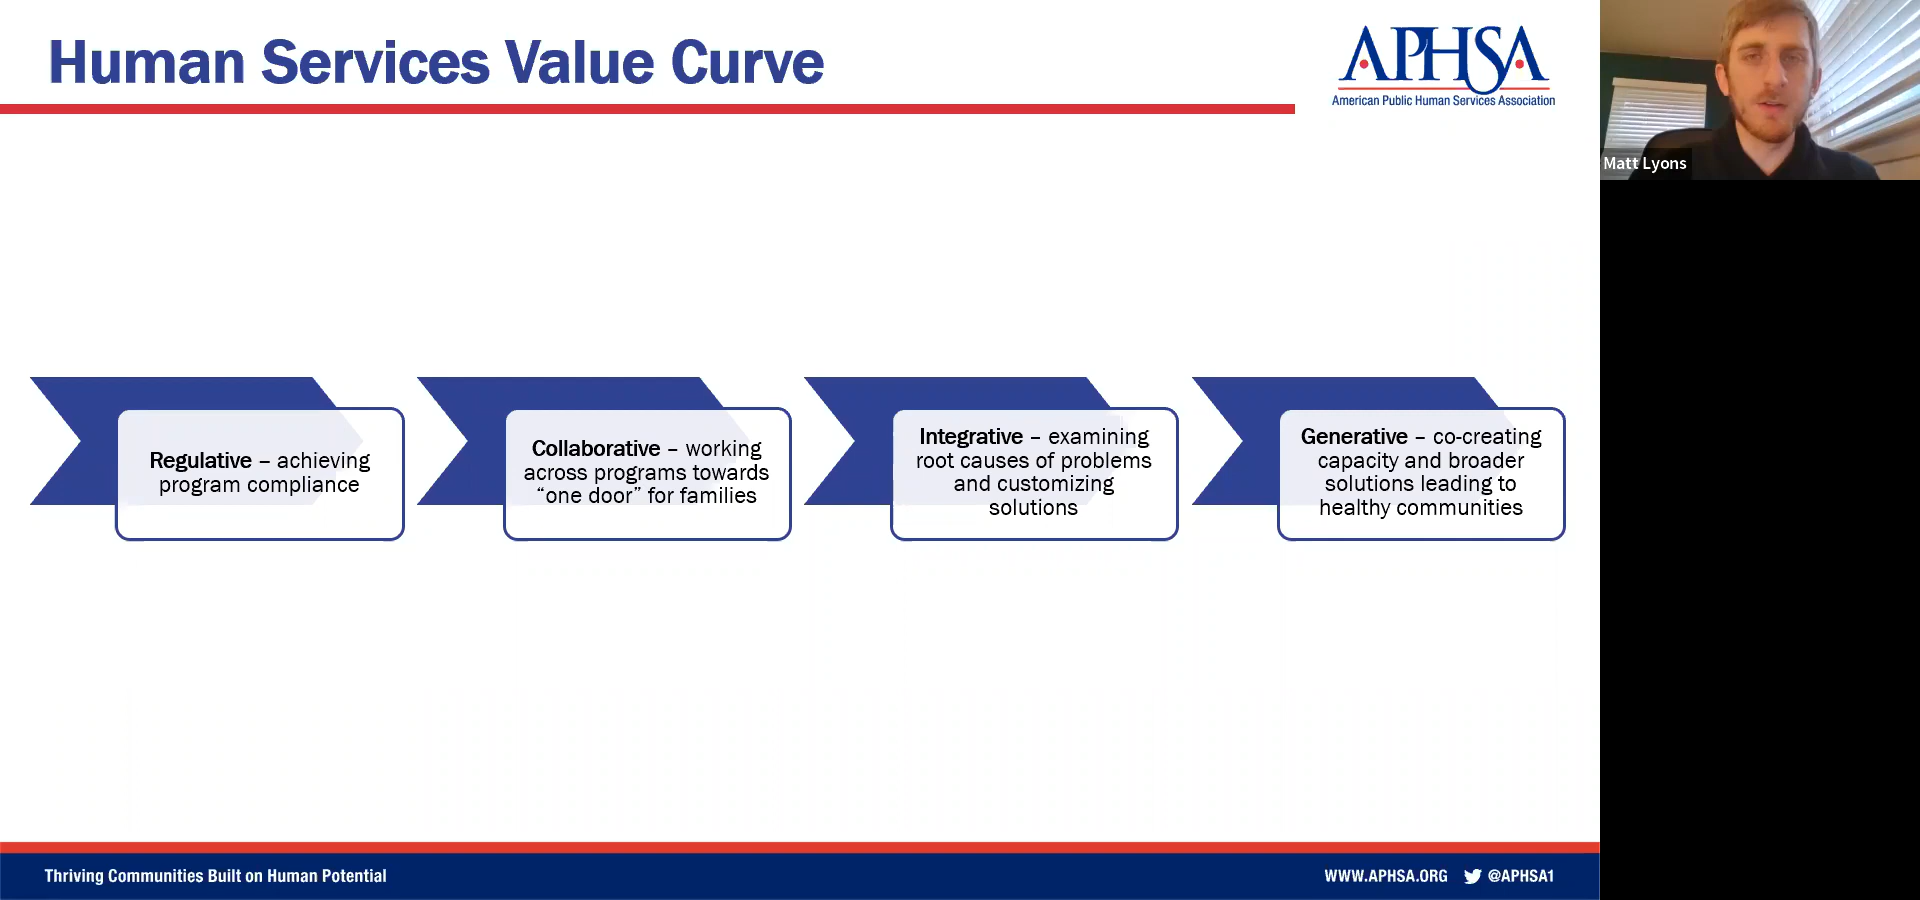 Human Services Value Curve
APHSA
American Public Human Services Association
Matt Lyons
Regulative – achieving
program compliance
Collaborative – working
across programs towards
“one door” for families
Integrative – examining
root causes of problems
and customizing
solutions
Generative – co-creating
capacity and broader
solutions leading to
healthy communities
Thriving Communities Built on Human Potential
WWW.APHSA.ORG @APHSA1